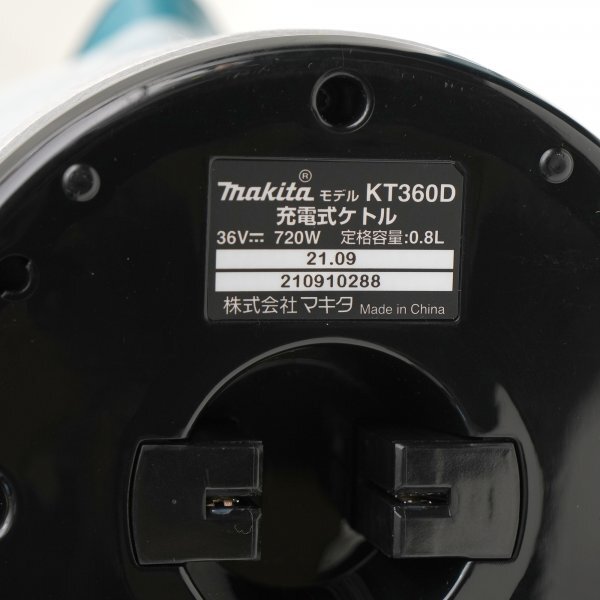 makita® モデル KT360D
充電式ケトル
36V⎓ 720W 定格容量:0.8L
21.09
210910288
株式会社マキタ Made in China